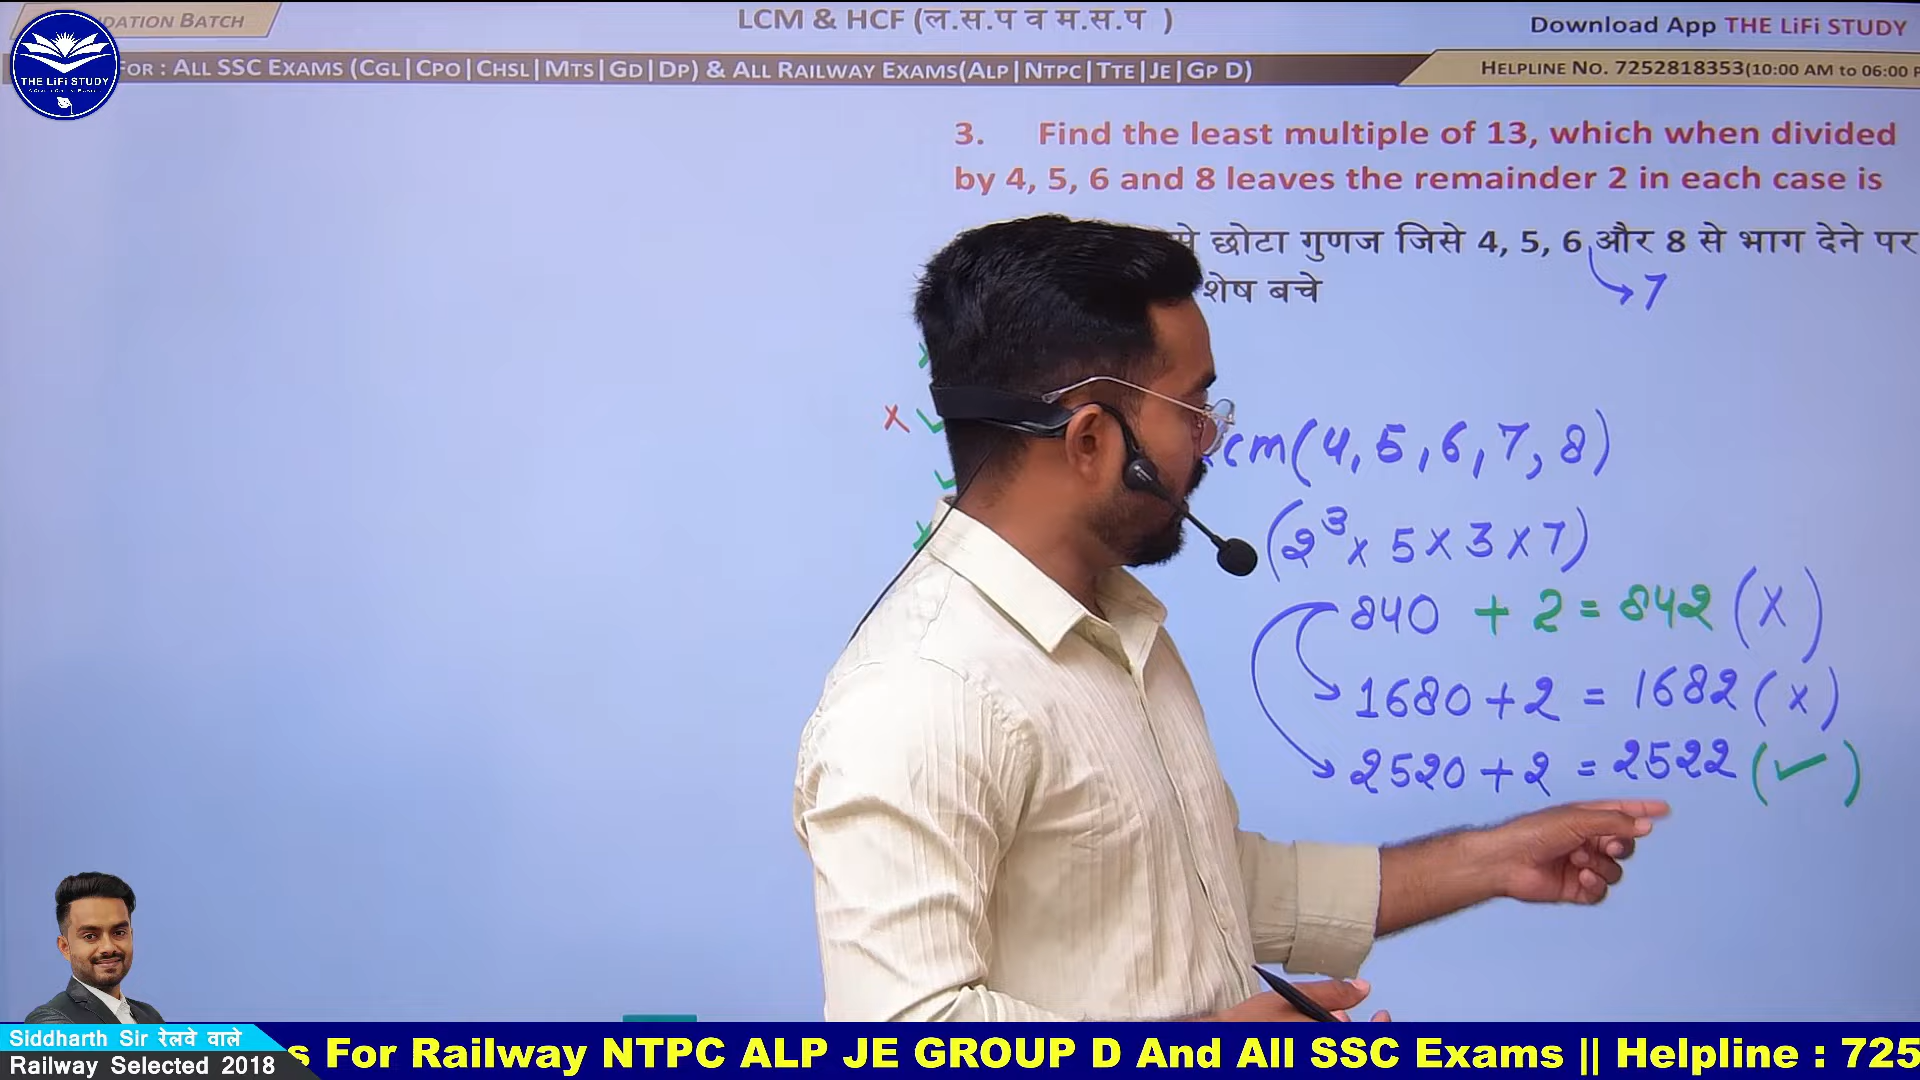 DATION BATCH
LCM & HCF (ल.स.प व म.स.प )
Download App THE LiFi STUDY
THE LiFi STUDY
FOR : ALL SSC EXAMS (CGL|CPO|CHSL|MTS|GD|DP) & ALL RAILWAY EXAMS(ALP|NTPC|TTE|JE|GP D)
HELPLINE NO. 7252818353(10:00 AM TO 06:00 P
3. Find the least multiple of 13, which when divided
by 4, 5, 6 and 8 leaves the remainder 2 in each case is
से छोटा गुणज जिसे 4, 5, 6 और 8 से भाग देने पर
शेष बचे
7
cm(4, 5, 6, 7, 8)
(2³ × 5 × 3 × 7)
840 + 2 = 842 (×)
1680 + 2 = 1682 (×)
2520 + 2 = 2522 (✓)
Siddharth Sir रेलवे वाले
Railway Selected 2018
s For Railway NTPC ALP JE GROUP D And All SSC Exams || Helpline : 725